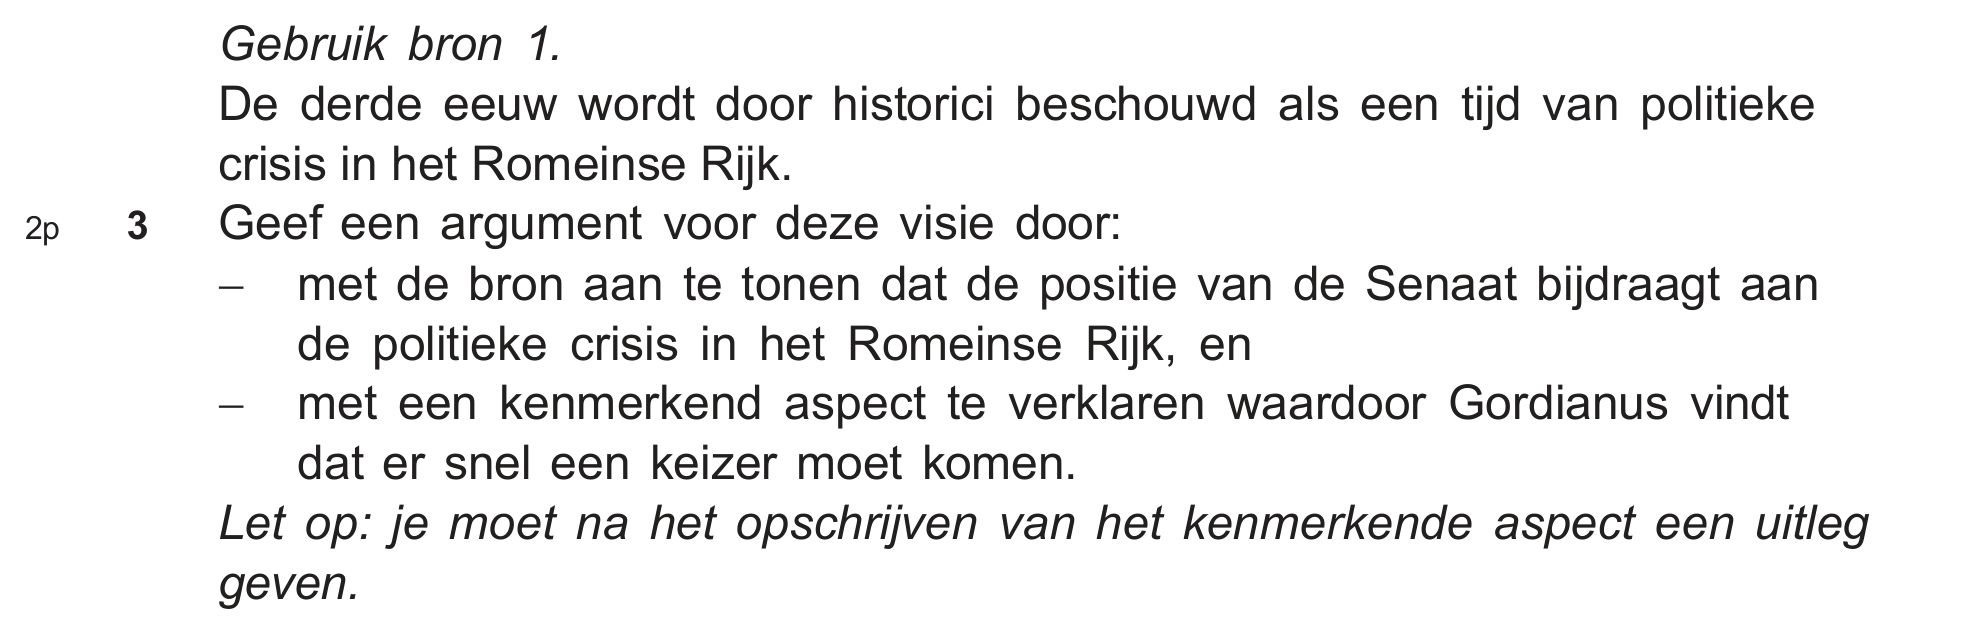 Gebruik bron 1.
De derde eeuw wordt door historici beschouwd als een tijd van politieke
crisis in het Romeinse Rijk.
2p 3 Geef een argument voor deze visie door:
– met de bron aan te tonen dat de positie van de Senaat bijdraagt aan
de politieke crisis in het Romeinse Rijk, en
– met een kenmerkend aspect te verklaren waardoor Gordianus vindt
dat er snel een keizer moet komen.
Let op: je moet na het opschrijven van het kenmerkende aspect een uitleg
geven.